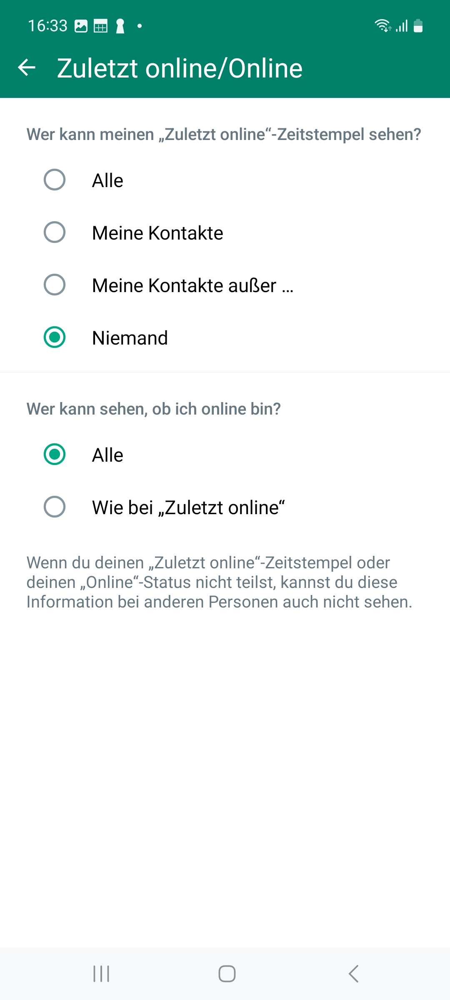 16:33
Zuletzt online/Online
Wer kann meinen „Zuletzt online“-Zeitstempel sehen?
Alle
Meine Kontakte
Meine Kontakte außer ...
Niemand
Wer kann sehen, ob ich online bin?
Alle
Wie bei „Zuletzt online“
Wenn du deinen „Zuletzt online“-Zeitstempel oder
deinen „Online“-Status nicht teilst, kannst du diese
Information bei anderen Personen auch nicht sehen.